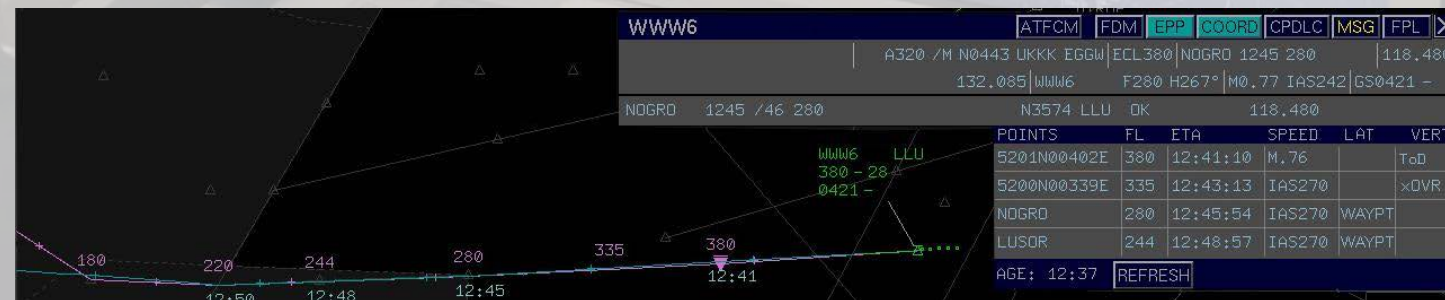 WWW6 ATFCM FDM EPP COORD CPDLC MSG FPL X
A320 /M N0443 UKKK EGGW ECL380 NOGRO 1245 280 118.480
132.085 WWW6 F280 H267° M0.77 IAS242 GS0421 -
NOGRO 1245 /46 280 N3574 LLU OK 118.480
POINTS FL ETA SPEED LAT VERT
5201N00402E 380 12:41:10 M.76 ToD
5200N00339E 335 12:43:13 IAS270 xOVR
NOGRO 280 12:45:54 IAS270 WAYPT
LUSOR 244 12:48:57 IAS270 WAYPT
AGE: 12:37 REFRESH
WWW6 LLU
380 - 28
0421 -
180 220 244 280 335 380
12:50 12:48 12:45 12:41